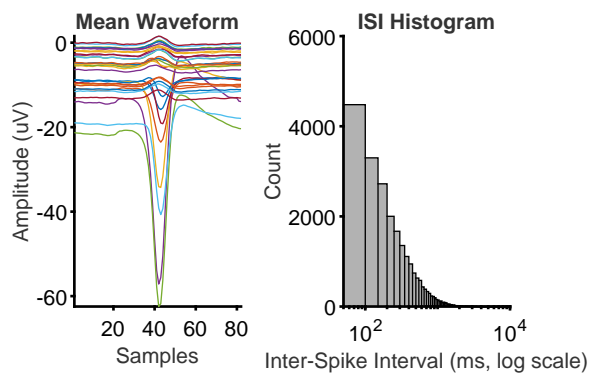 Mean Waveform
0
-20
-40
-60
Amplitude (uV)
20 40 60 80
Samples
ISI Histogram
6000
4000
2000
0
Count
10^2 10^4
Inter-Spike Interval (ms, log scale)